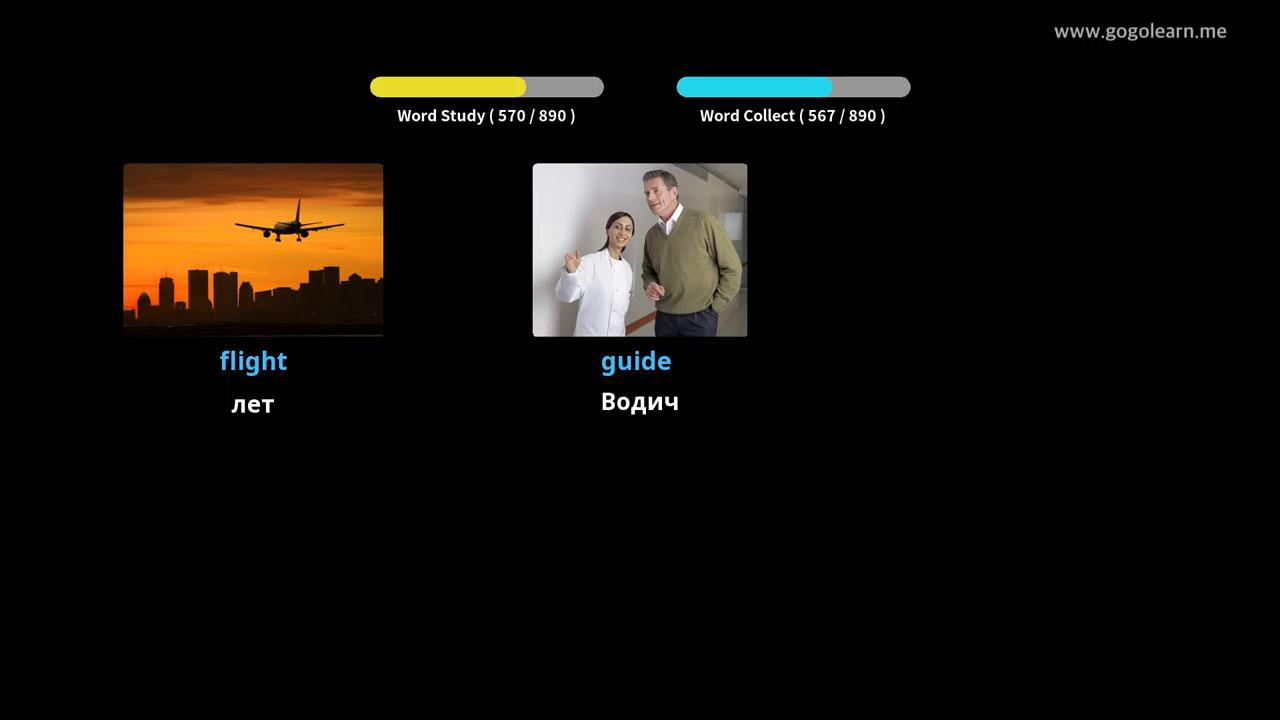 www.gogolearn.me
Word Study ( 570 / 890 )
Word Collect ( 567 / 890 )
flight
guide
лет
Водич